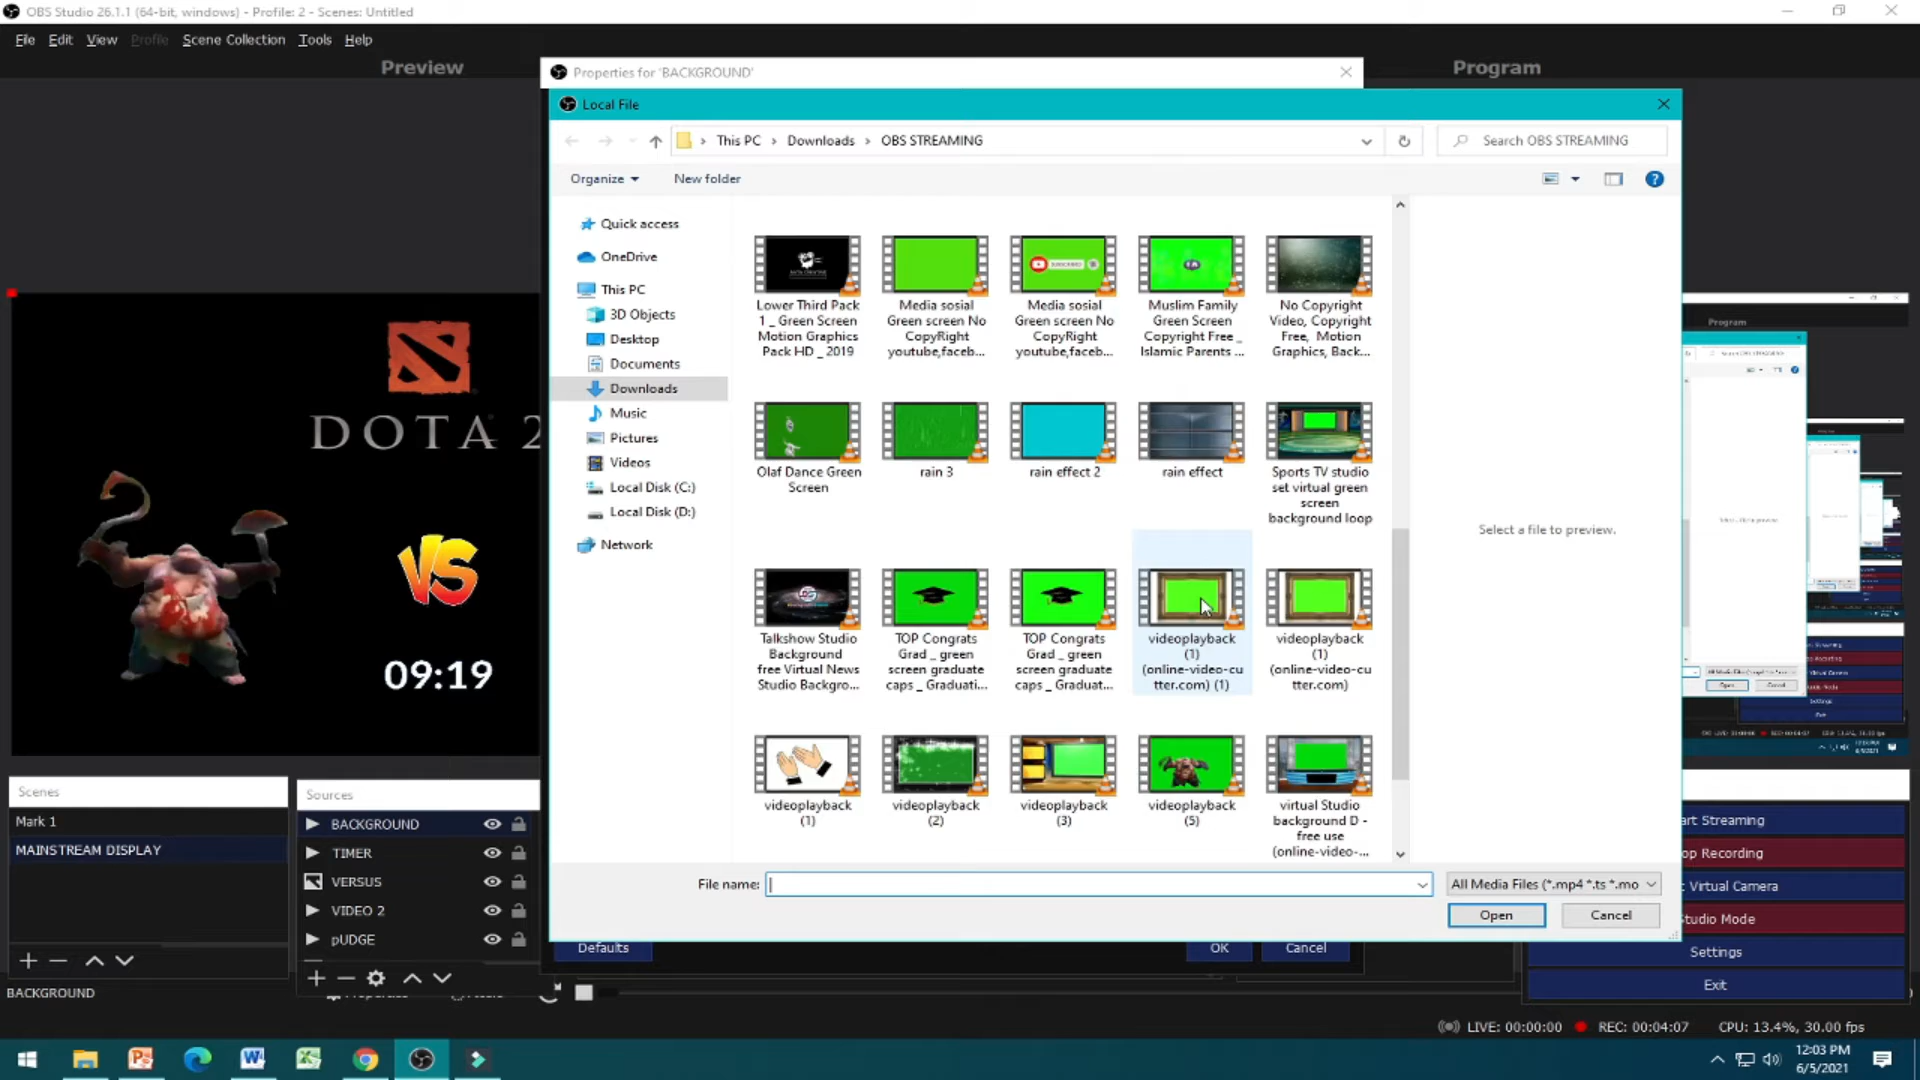 OBS Studio 26.1.1 (64-bit, windows) - Profile: 2 - Scenes: Untitled
File Edit View Profile Scene Collection Tools Help
Preview
Properties for 'BACKGROUND'
Program
Local File
This PC > Downloads > OBS STREAMING
Search OBS STREAMING
Organize
New folder
Quick access
OneDrive
This PC
3D Objects
Desktop
Documents
Downloads
Music
Pictures
Videos
Local Disk (C:)
Local Disk (D:)
Network
Lower Third Pack
1 _ Green Screen
Motion Graphics
Pack HD _ 2019
Media sosial
Green screen No
CopyRight
youtube,faceb...
Media sosial
Green screen No
CopyRight
youtube,faceb...
Muslim Family
Green Screen
Copyright Free _
Islamic Parents ...
No Copyright
Video, Copyright
Free, Motion
Graphics, Back...
Olaf Dance Green
Screen
rain 3
rain effect 2
rain effect
Sports TV studio
set virtual green
screen
background loop
Talkshow Studio
Background
free Virtual News
Studio Backgro...
TOP Congrats
Grad _ green
screen graduate
caps _ Graduati...
TOP Congrats
Grad _ green
screen graduate
caps _ Graduat...
videoplayback
(1)
(online-video-cu
tter.com) (1)
videoplayback
(1)
(online-video-cu
tter.com)
videoplayback
(1)
videoplayback
(2)
videoplayback
(3)
videoplayback
(5)
virtual Studio
background D -
free use
(online-video-...
Select a file to preview.
File name:
All Media Files (*.mp4 *.ts *.mo
Open
Cancel
Defaults
OK
Cancel
DOTA 2
VS
09:19
Scenes
Mark 1
MAINSTREAM DISPLAY
Sources
BACKGROUND
TIMER
VERSUS
VIDEO 2
pUDGE
BACKGROUND
Program
art Streaming
op Recording
t Virtual Camera
Studio Mode
Settings
Exit
LIVE: 00:00:00
REC: 00:04:07
CPU: 13.4%, 30.00 fps
12:03 PM
6/5/2021